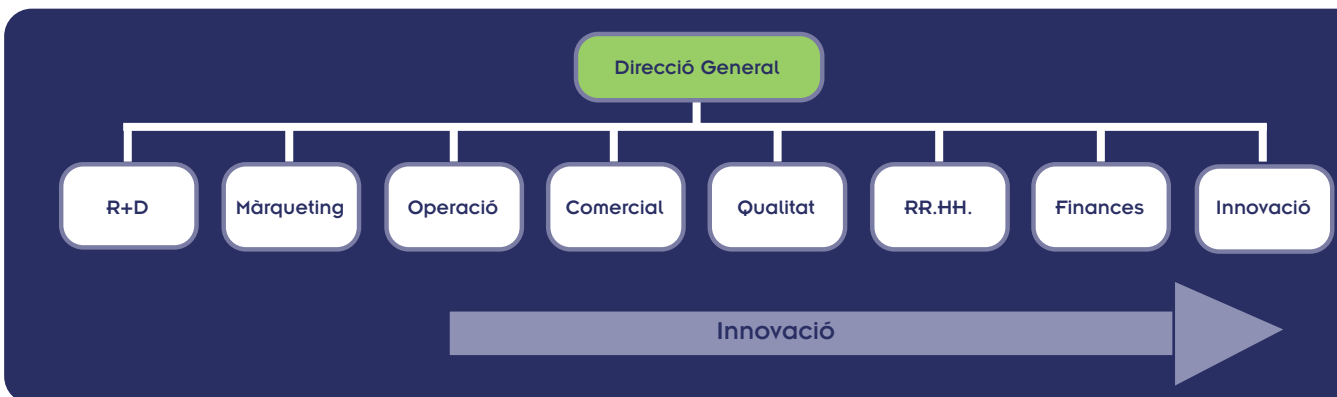 Direcció General
R+D
Màrqueting
Operació
Comercial
Qualitat
RR.HH.
Finances
Innovació
Innovació